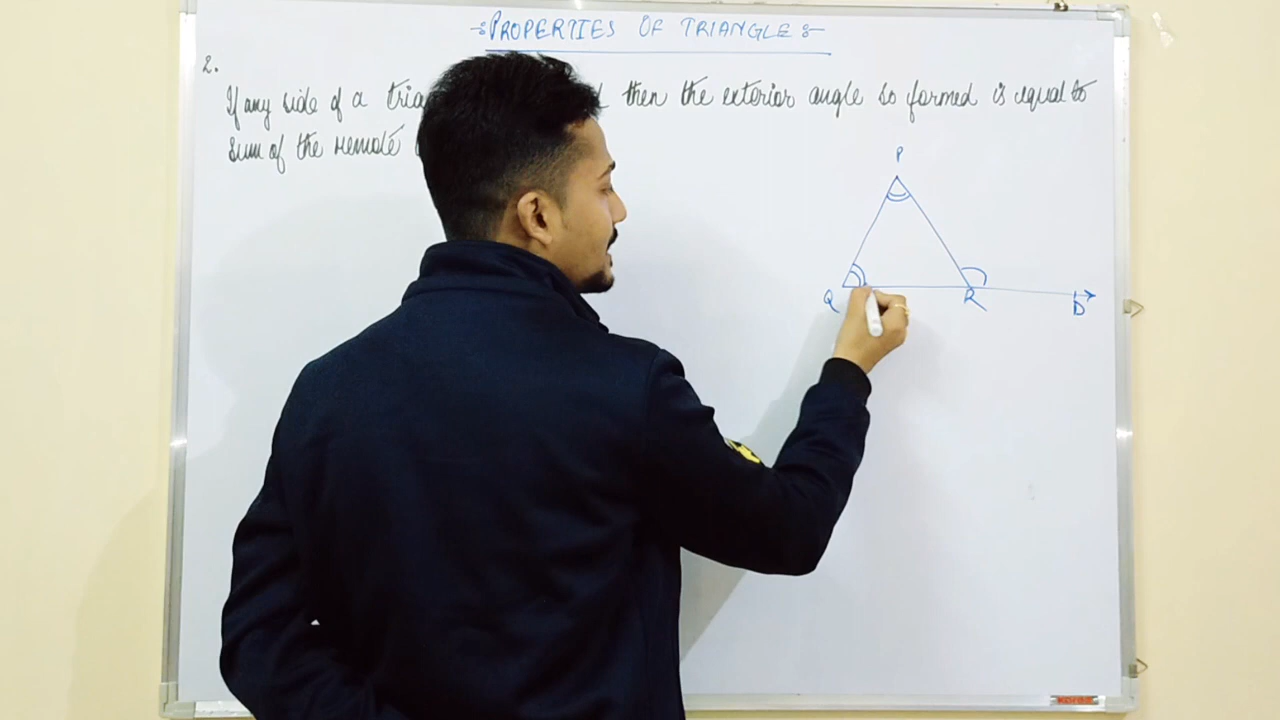 -:PROPERTIES OF TRIANGLE:-
2.
If any side of a then the exterior angle so formed is equal to
sum of the remote
P
Q
R
D